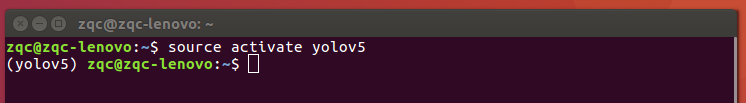 zqc@zqc-lenovo: ~
zqc@zqc-lenovo:~$ source activate yolov5
(yolov5) zqc@zqc-lenovo:~$